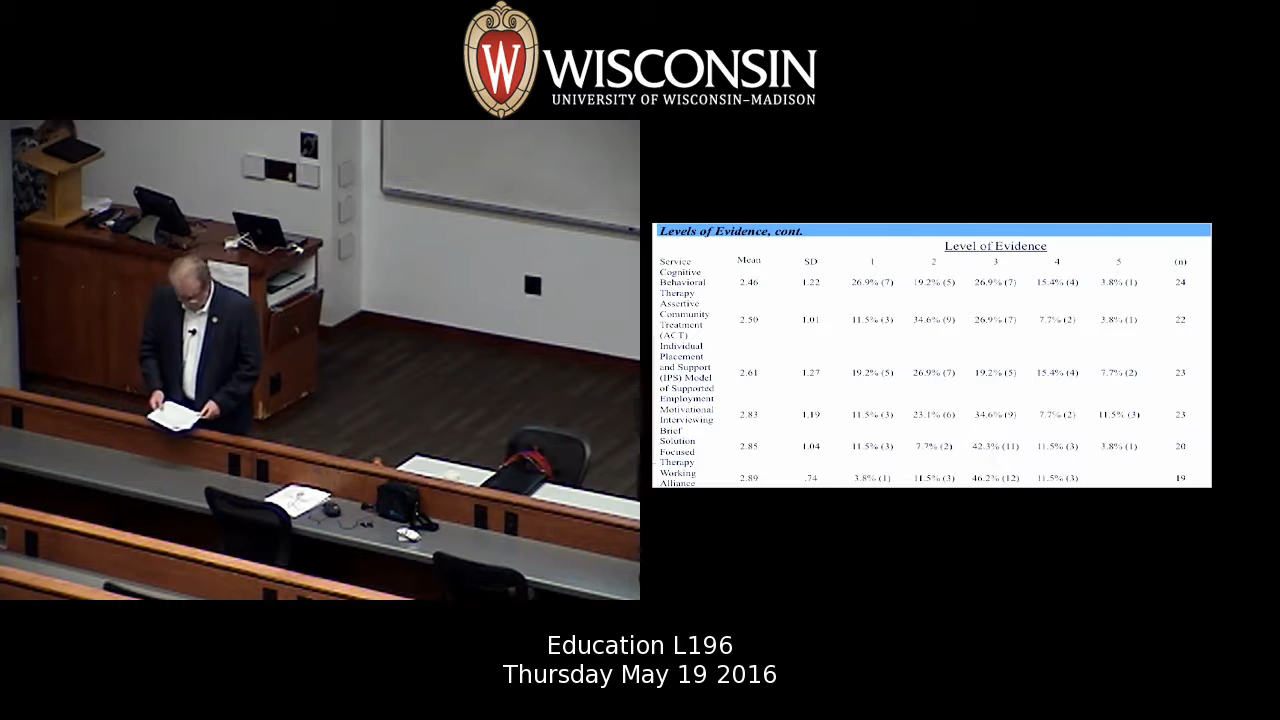 W
WISCONSIN
UNIVERSITY OF WISCONSIN–MADISON
Levels of Evidence, cont.
Level of Evidence
Service Mean SD 1 2 3 4 5 (n)
Cognitive
Behavioral 2.46 1.22 26.9% (7) 19.2% (5) 26.9% (7) 15.4% (4) 3.8% (1) 24
Therapy
Assertive
Community
Treatment 2.50 1.01 11.5% (3) 34.6% (9) 26.9% (7) 7.7% (2) 3.8% (1) 22
(ACT)
Individual
Placement
and Support 2.61 1.27 19.2% (5) 26.9% (7) 19.2% (5) 15.4% (4) 7.7% (2) 23
(IPS) Model
of Supported
Employment
Motivational 2.83 1.19 11.5% (3) 23.1% (6) 34.6% (9) 7.7% (2) 11.5% (3) 23
Interviewing
Brief
Solution 2.85 1.04 11.5% (3) 7.7% (2) 42.3% (11) 11.5% (3) 3.8% (1) 20
Focused
Therapy
Working 2.89 .74 3.8% (1) 11.5% (3) 46.2% (12) 11.5% (3) 19
Alliance
Education L196
Thursday May 19 2016